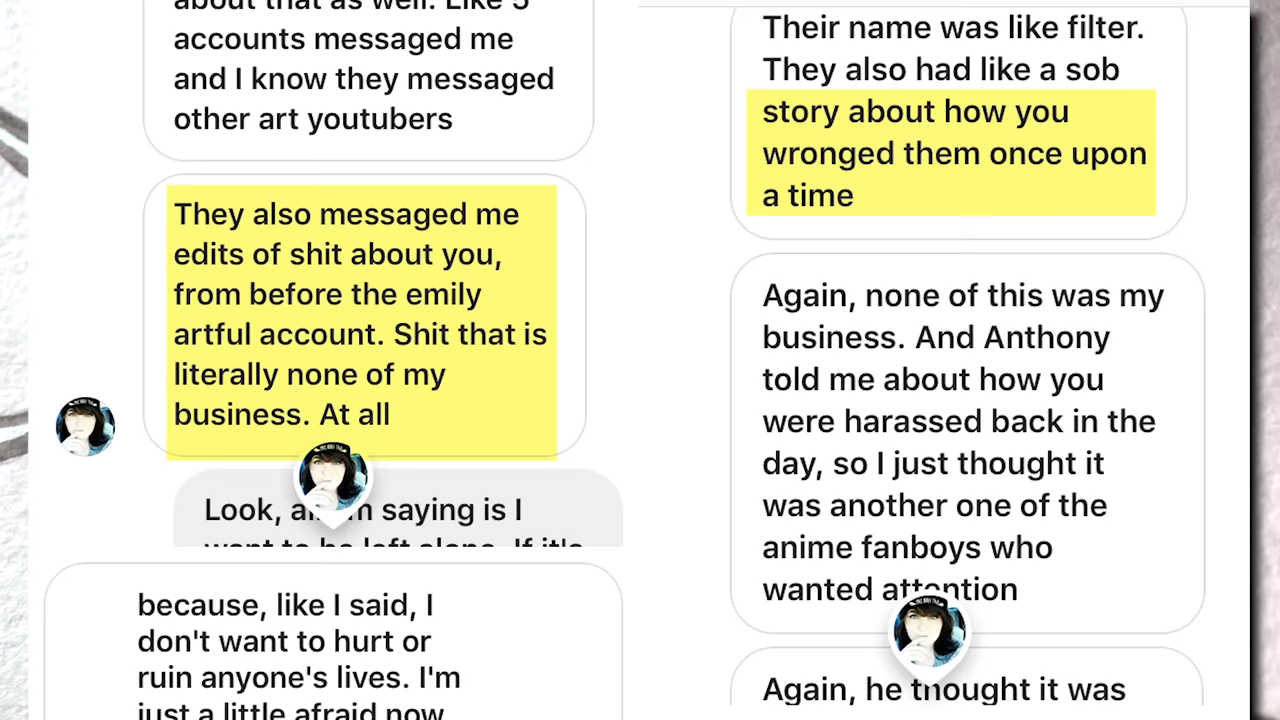 about that as well. Like 5
accounts messaged me
and I know they messaged
other art youtubers
They also messaged me
edits of shit about you,
from before the emily
artful account. Shit that is
literally none of my
business. At all
Look, all saying is I
want to be left alone. If it's
because, like I said, I
don't want to hurt or
ruin anyone's lives. I'm
just a little afraid now
Their name was like filter.
They also had like a sob
story about how you
wronged them once upon
a time
Again, none of this was my
business. And Anthony
told me about how you
were harassed back in the
day, so I just thought it
was another one of the
anime fanboys who
wanted attention
Again, he thought it was